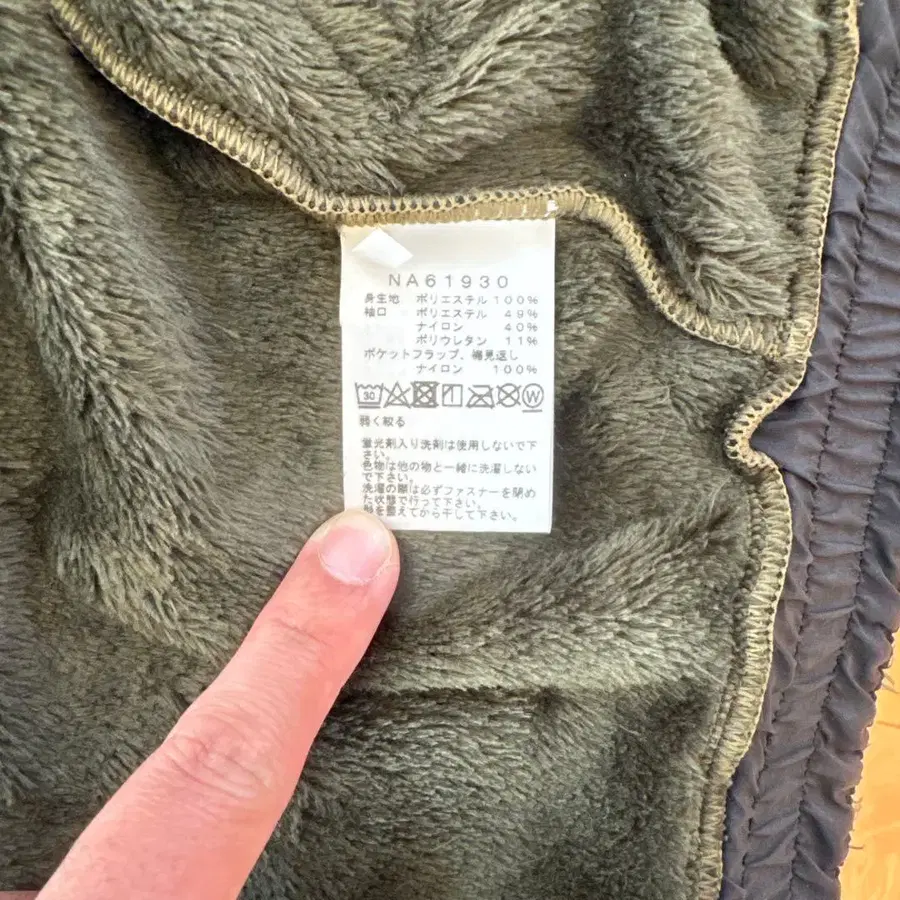 NA61930
身生地 ポリエステル 100%
袖口 ポリエステル 49%
ナイロン 40%
ポリウレタン 11%
ポケットフラップ、裾見返し
ナイロン 100%
30 W
弱く絞る
蛍光剤入り洗剤は使用しないで下
さい。
色物は他の物と一緒に洗濯しない
で下さい。
洗濯の際は必ずファスナーを閉め
た状態で行って下さい。
形を整えてから干して下さい。